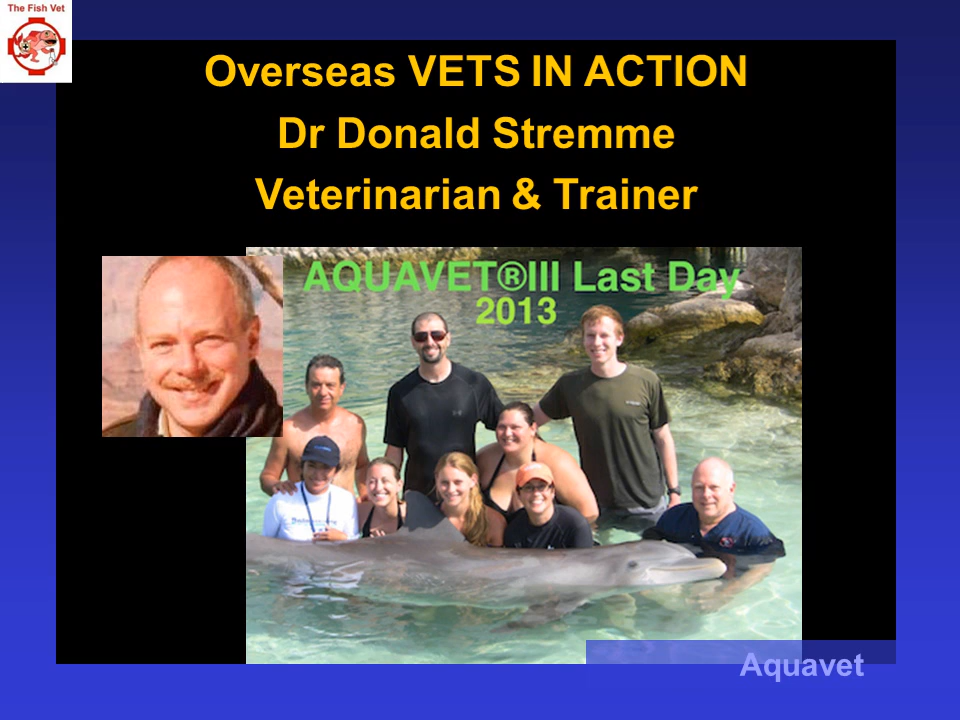 The Fish Vet
Overseas VETS IN ACTION
Dr Donald Stremme
Veterinarian & Trainer
AQUAVET®III Last Day
2013
Aquavet